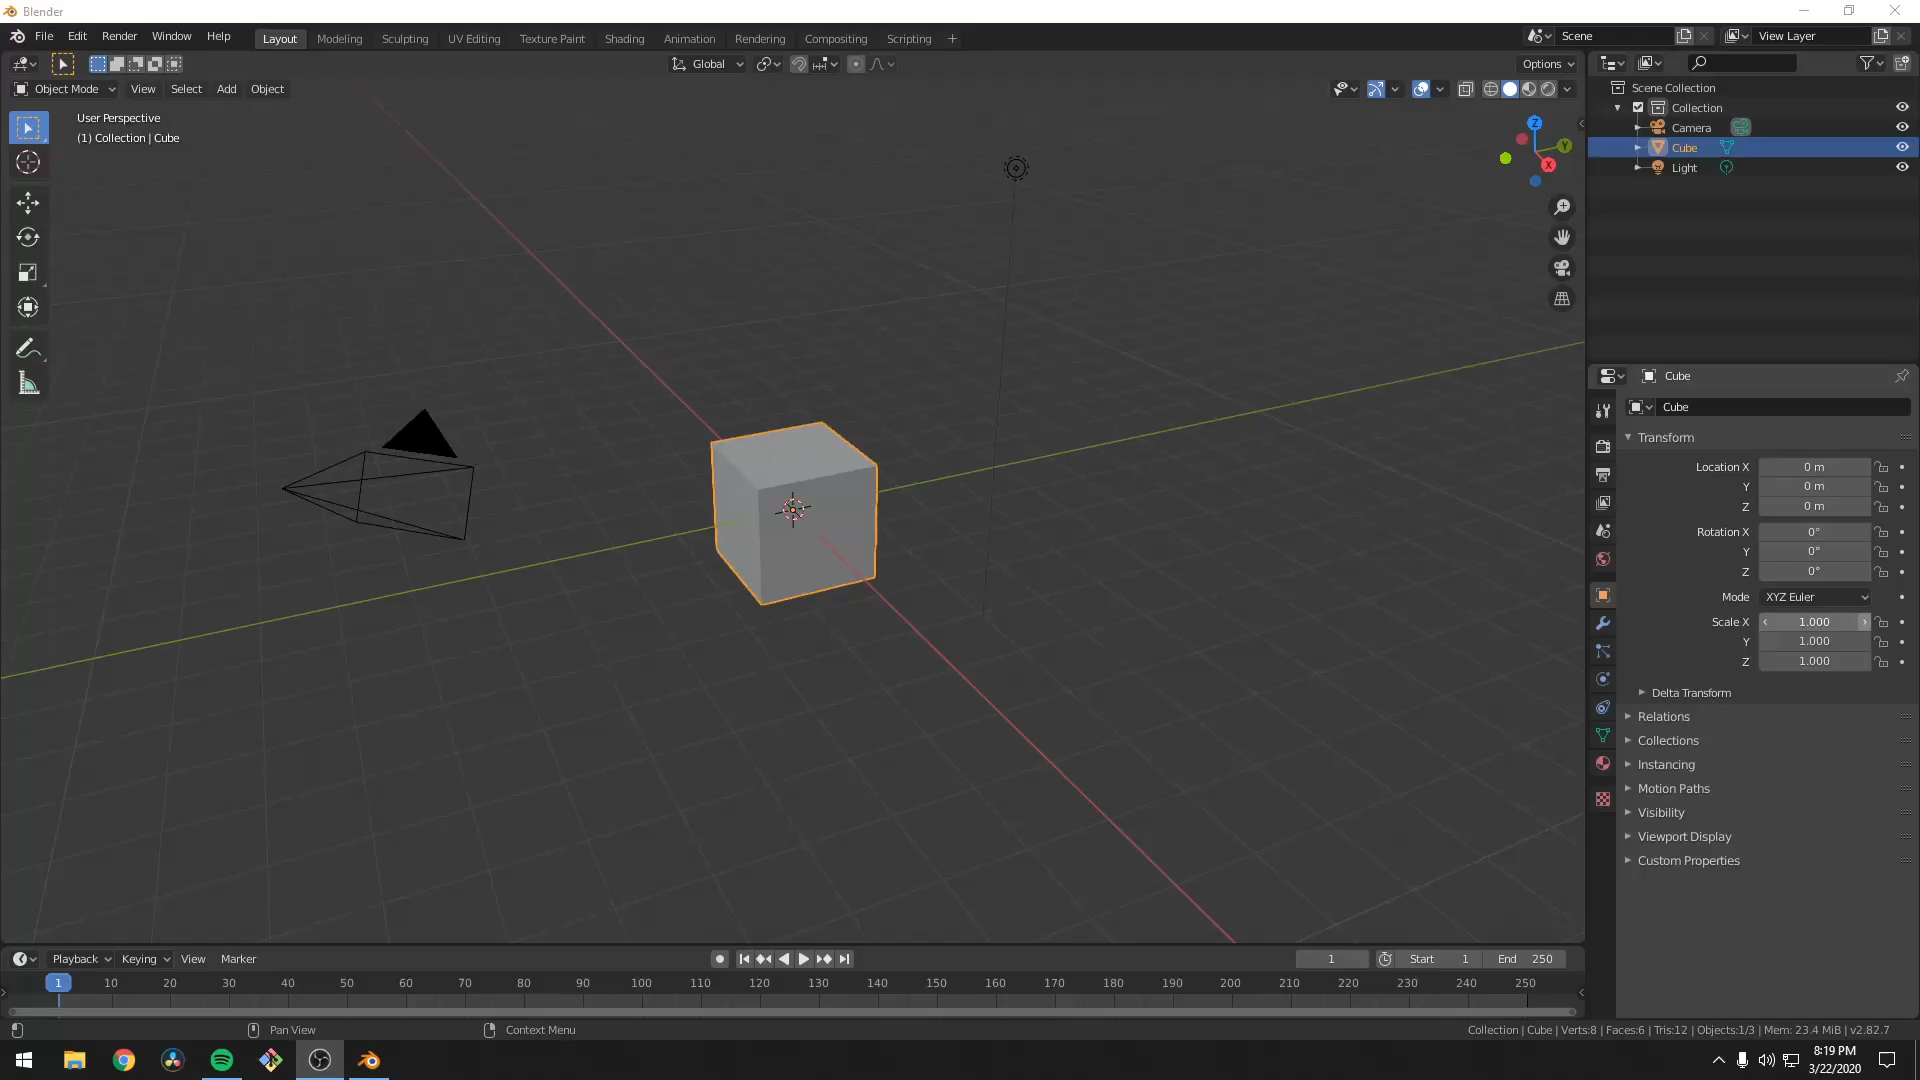 Blender
File Edit Render Window Help
Layout Modeling Sculpting UV Editing Texture Paint Shading Animation Rendering Compositing Scripting +
Scene
View Layer
Global
Options
Object Mode View Select Add Object
User Perspective
(1) Collection | Cube
Z
Y
X
Scene Collection
Collection
Camera
Cube
Light
Cube
Cube
Transform
Location X 0 m
Y 0 m
Z 0 m
Rotation X 0°
Y 0°
Z 0°
Mode XYZ Euler
Scale X 1.000
Y 1.000
Z 1.000
Delta Transform
Relations
Collections
Instancing
Motion Paths
Visibility
Viewport Display
Custom Properties
Playback Keying View Marker
1
Start 1 End 250
1 10 20 30 40 50 60 70 80 90 100 110 120 130 140 150 160 170 180 190 200 210 220 230 240 250
Pan View
Context Menu
Collection | Cube | Verts:8 | Faces:6 | Tris:12 | Objects:1/3 | Mem: 23.4 MiB | v2.82.7
8:19 PM
3/22/2020